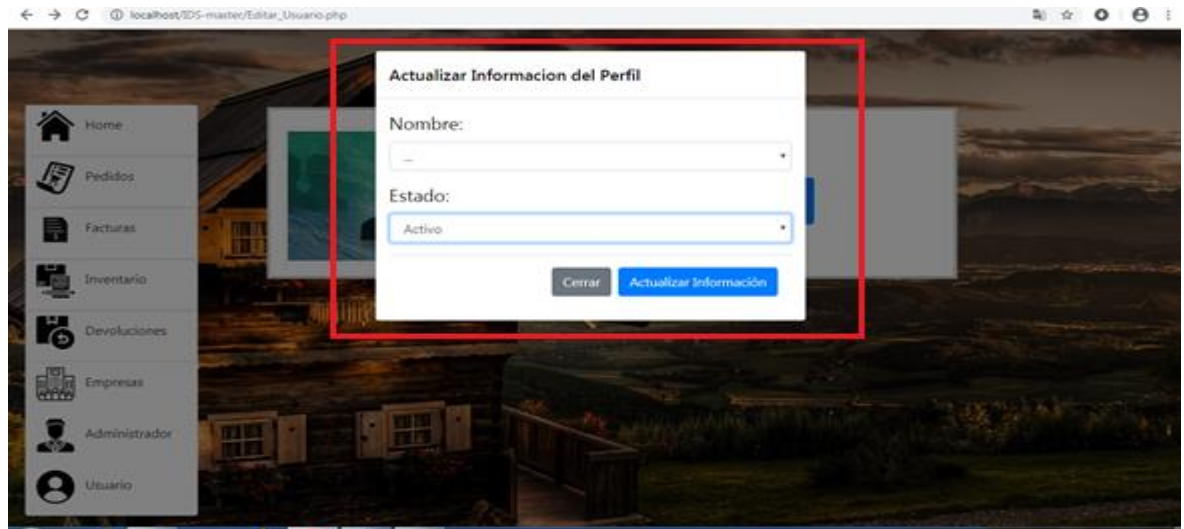 localhost/IDS-master/Editar_Usuario.php
Actualizar Informacion del Perfil
Nombre:
...
Estado:
Activo
Cerrar Actualizar Información
Home
Pedidos
Facturas
Inventario
Devoluciones
Empresas
Administrador
Usuario